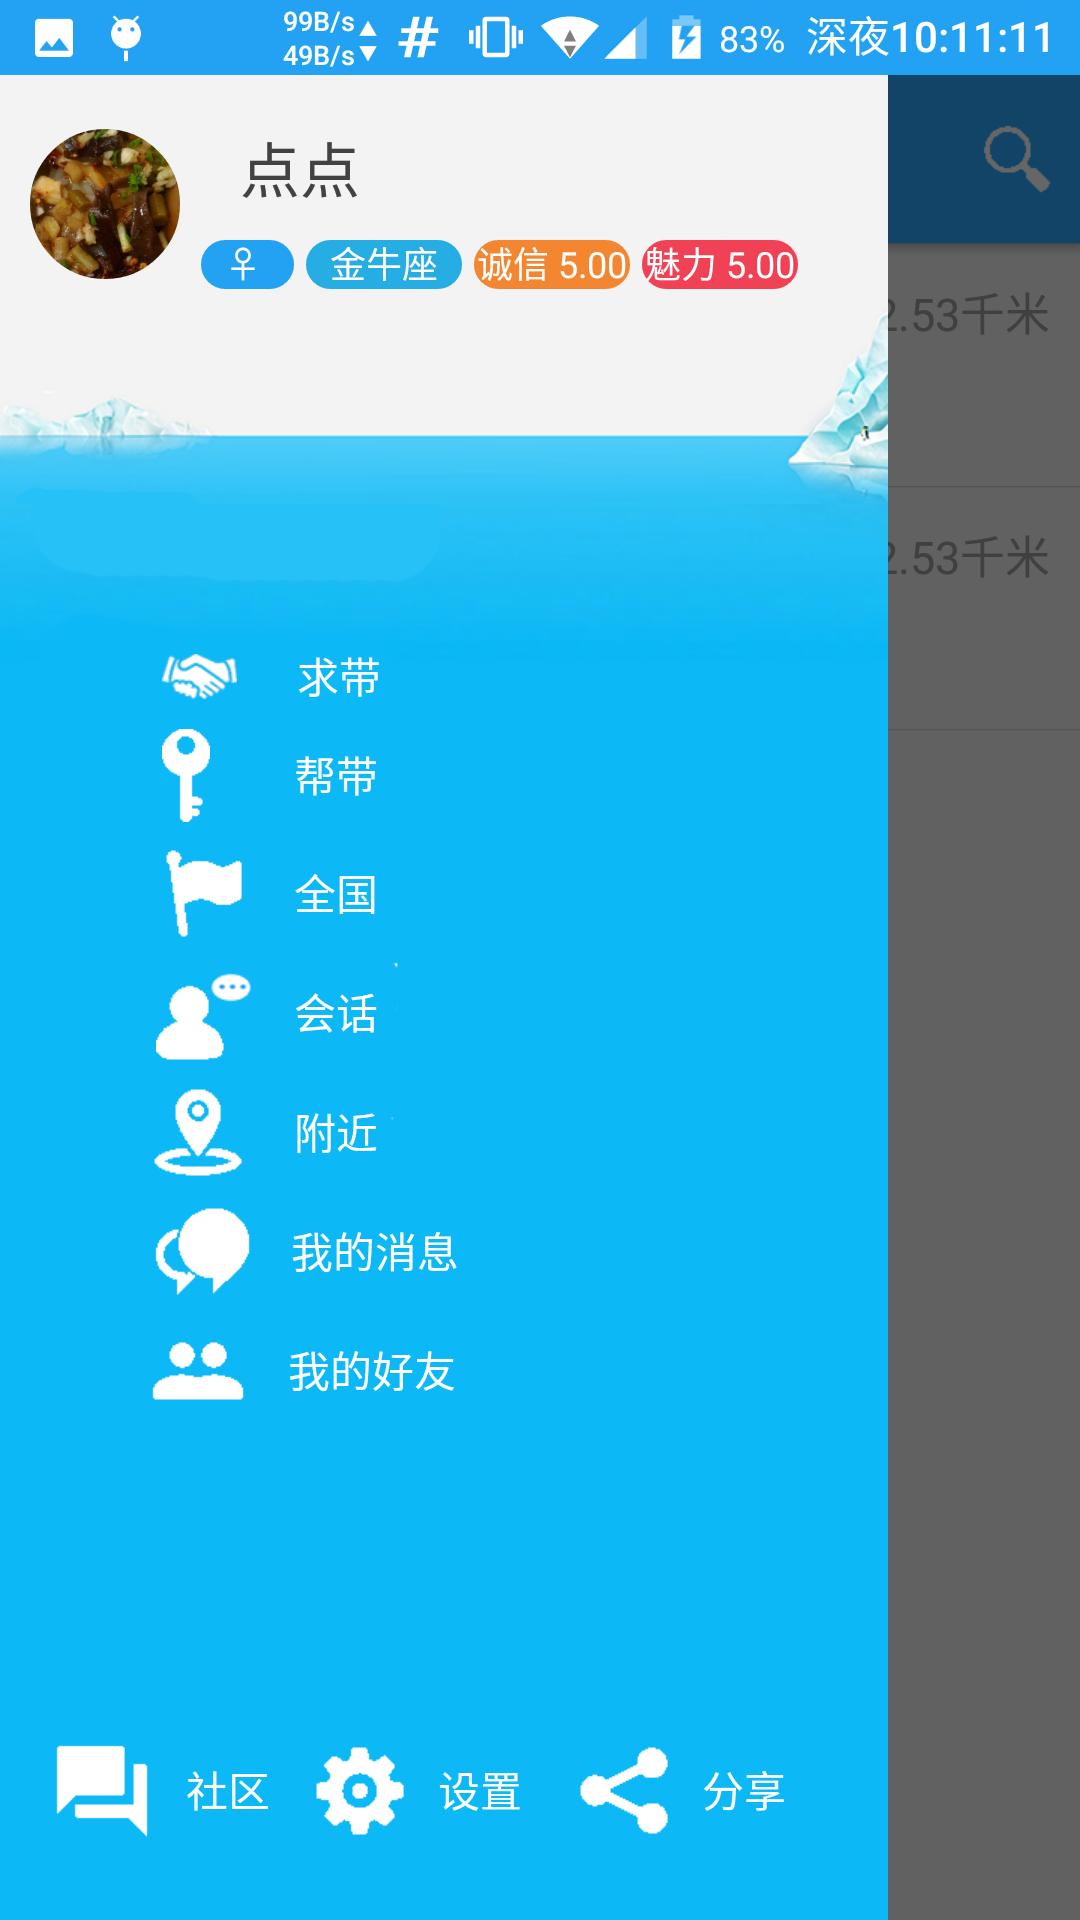 99B/s
49B/s
83% 深夜10:11:11
点点
♀ 金牛座 诚信 5.00 魅力 5.00
2.53千米
2.53千米
求带
帮带
全国
会话
附近
我的消息
我的好友
社区 设置 分享